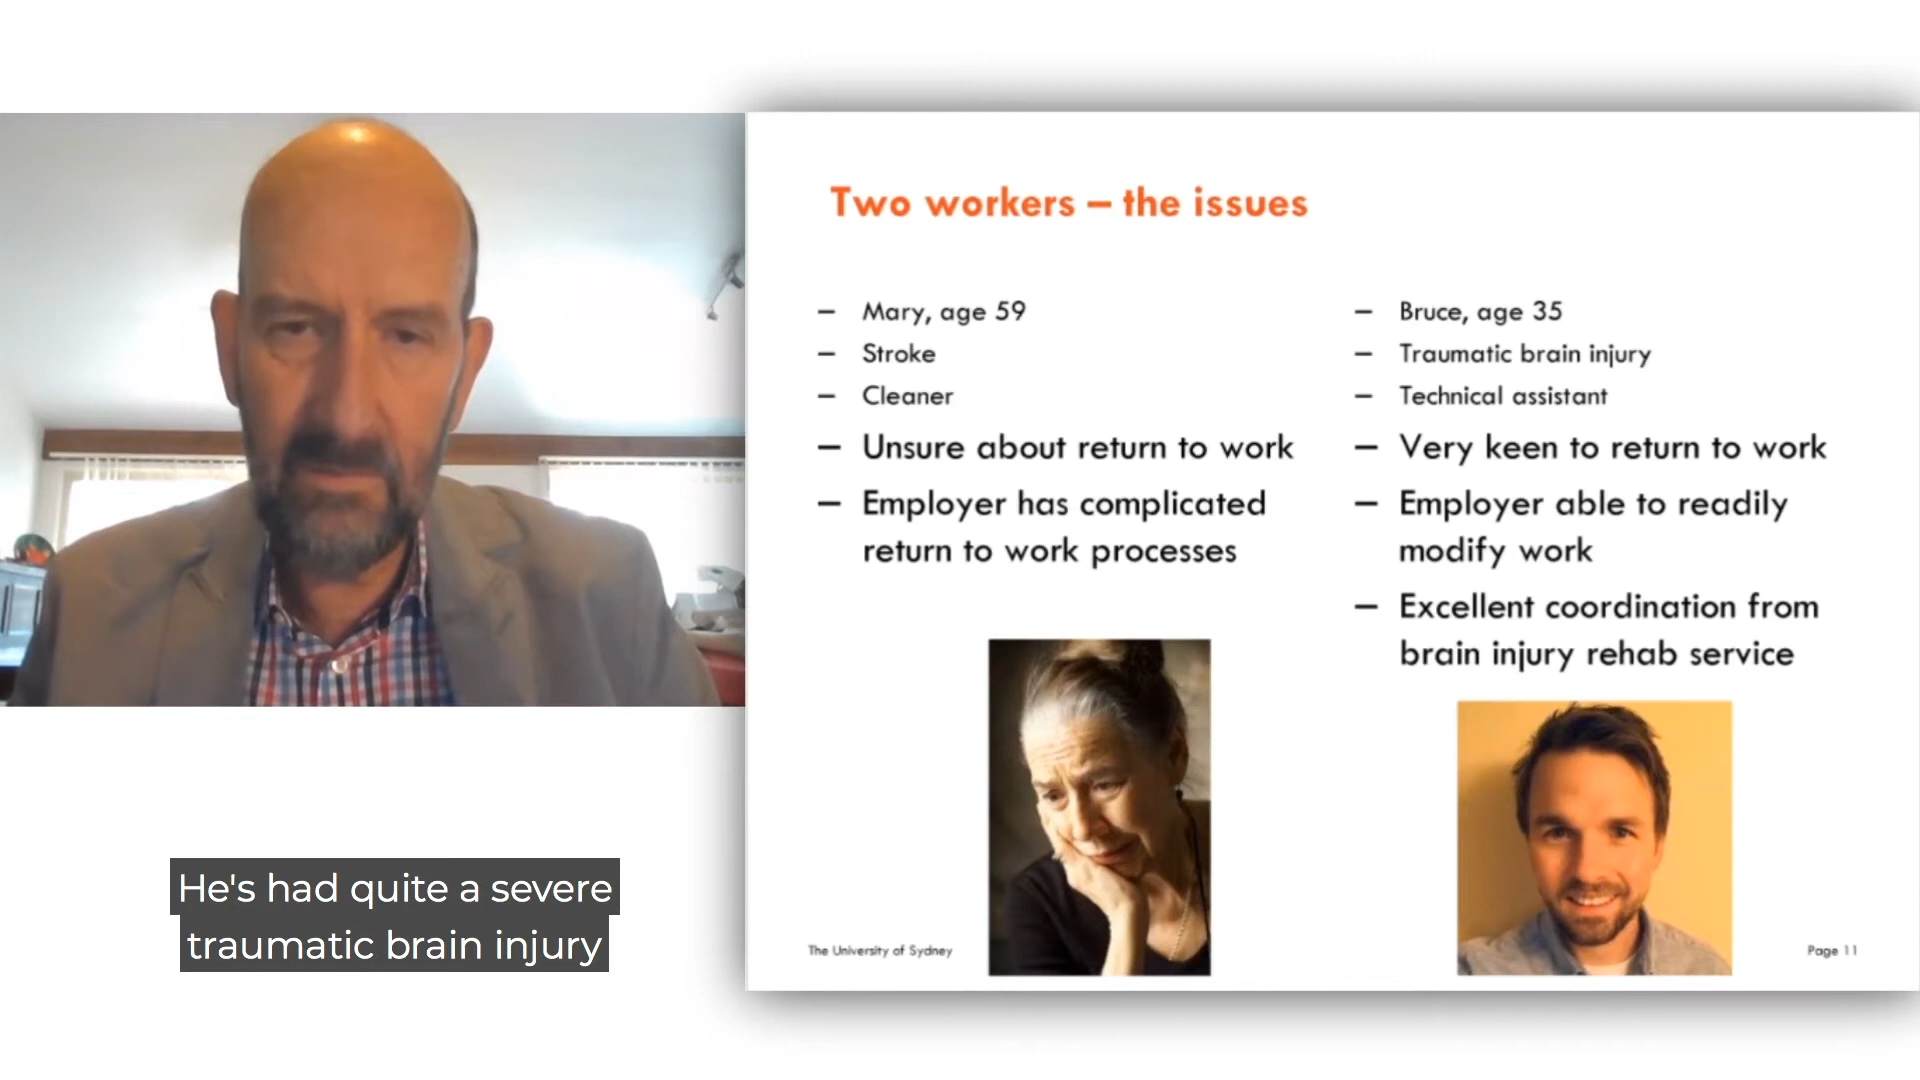 Two workers – the issues
– Mary, age 59
– Stroke
– Cleaner
– Unsure about return to work
– Employer has complicated
return to work processes
– Bruce, age 35
– Traumatic brain injury
– Technical assistant
– Very keen to return to work
– Employer able to readily
modify work
– Excellent coordination from
brain injury rehab service
He's had quite a severe
traumatic brain injury
The University of Sydney
Page 11